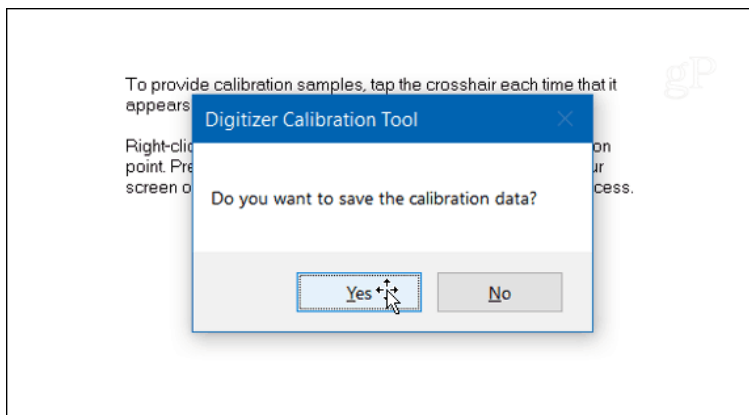 To provide calibration samples, tap the crosshair each time that it
appears
Digitizer Calibration Tool
Right-clic on
point. Pre ur
screen o cess.
Do you want to save the calibration data?
Yes No
gP